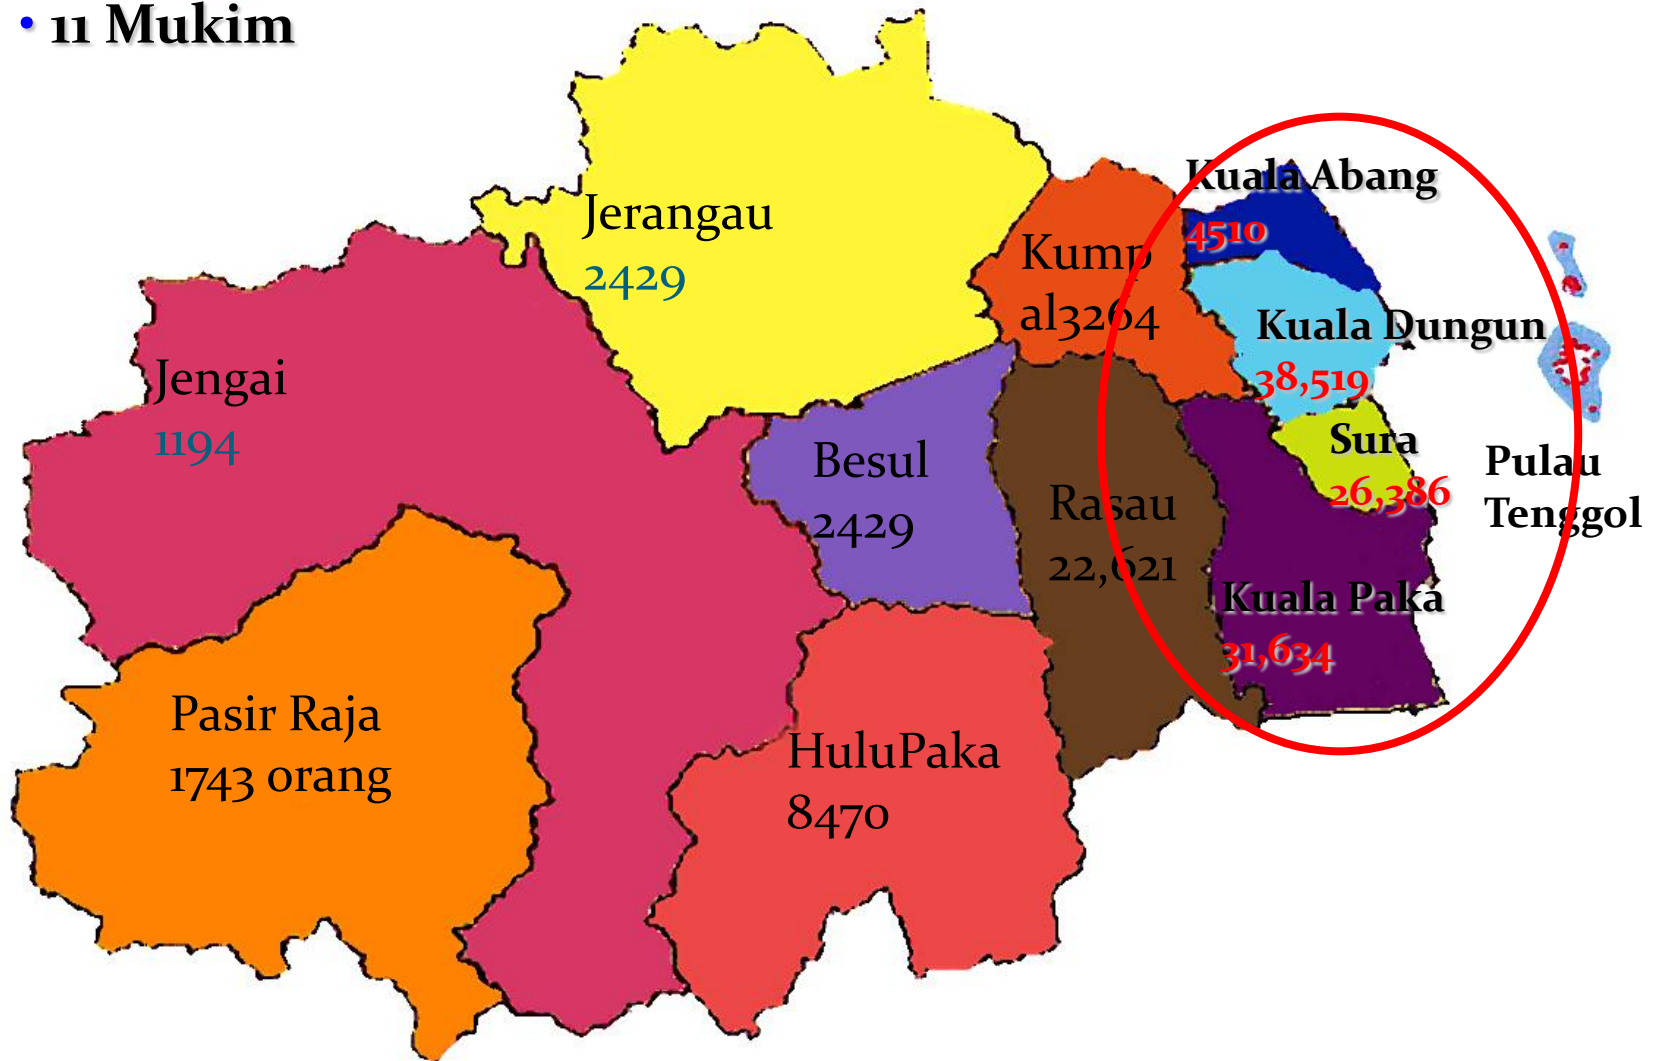 • 11 Mukim
Jerangau
2429
Kuala Abang
4510
Kump
al3264
Kuala Dungun
38,519
Jengai
1194
Besul
2429
Sura
26,386
Pulau
Tenggol
Rasau
22,621
Kuala Paka
31,634
Pasir Raja
1743 orang
HuluPaka
8470